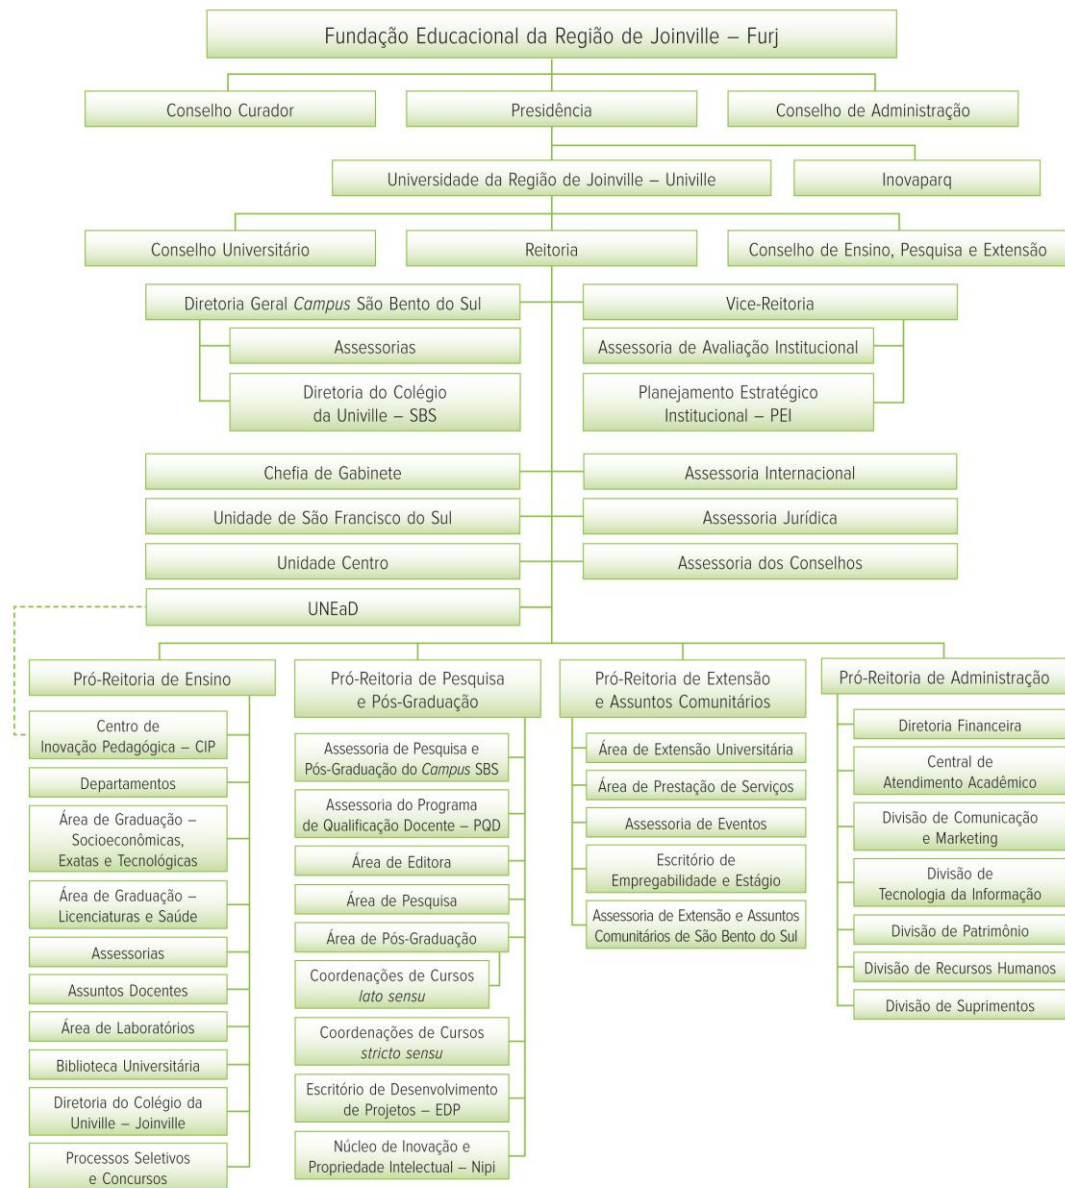 Fundação Educacional da Região de Joinville – Furj
Conselho Curador
Presidência
Conselho de Administração
Universidade da Região de Joinville – Univille
Inovaparq
Conselho Universitário
Reitoria
Conselho de Ensino, Pesquisa e Extensão
Diretoria Geral Campus São Bento do Sul
Assessorias
Diretoria do Colégio
da Univille – SBS
Vice-Reitoria
Assessoria de Avaliação Institucional
Planejamento Estratégico
Institucional – PEI
Chefia de Gabinete
Assessoria Internacional
Unidade de São Francisco do Sul
Assessoria Jurídica
Unidade Centro
Assessoria dos Conselhos
UNEaD
Pró-Reitoria de Ensino
Centro de
Inovação Pedagógica – CIP
Departamentos
Área de Graduação –
Socioeconômicas,
Exatas e Tecnológicas
Área de Graduação –
Licenciaturas e Saúde
Assessorias
Assuntos Docentes
Área de Laboratórios
Biblioteca Universitária
Diretoria do Colégio da
Univille – Joinville
Processos Seletivos
e Concursos
Pró-Reitoria de Pesquisa
e Pós-Graduação
Assessoria de Pesquisa e
Pós-Graduação do Campus SBS
Assessoria do Programa
de Qualificação Docente – PQD
Área de Editora
Área de Pesquisa
Área de Pós-Graduação
Coordenações de Cursos
lato sensu
Coordenações de Cursos
stricto sensu
Escritório de Desenvolvimento
de Projetos – EDP
Núcleo de Inovação e
Propriedade Intelectual – Nipi
Pró-Reitoria de Extensão
e Assuntos Comunitários
Área de Extensão Universitária
Área de Prestação de Serviços
Assessoria de Eventos
Escritório de
Empregabilidade e Estágio
Assessoria de Extensão e Assuntos
Comunitários de São Bento do Sul
Pró-Reitoria de Administração
Diretoria Financeira
Central de
Atendimento Acadêmico
Divisão de Comunicação
e Marketing
Divisão de
Tecnologia da Informação
Divisão de Patrimônio
Divisão de Recursos Humanos
Divisão de Suprimentos